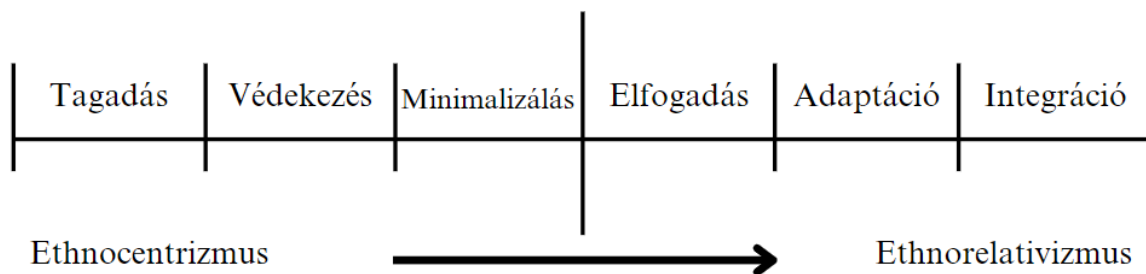 Tagadás Védekezés Minimalizálás Elfogadás Adaptáció Integráció
Ethnocentrizmus Ethnorelativizmus